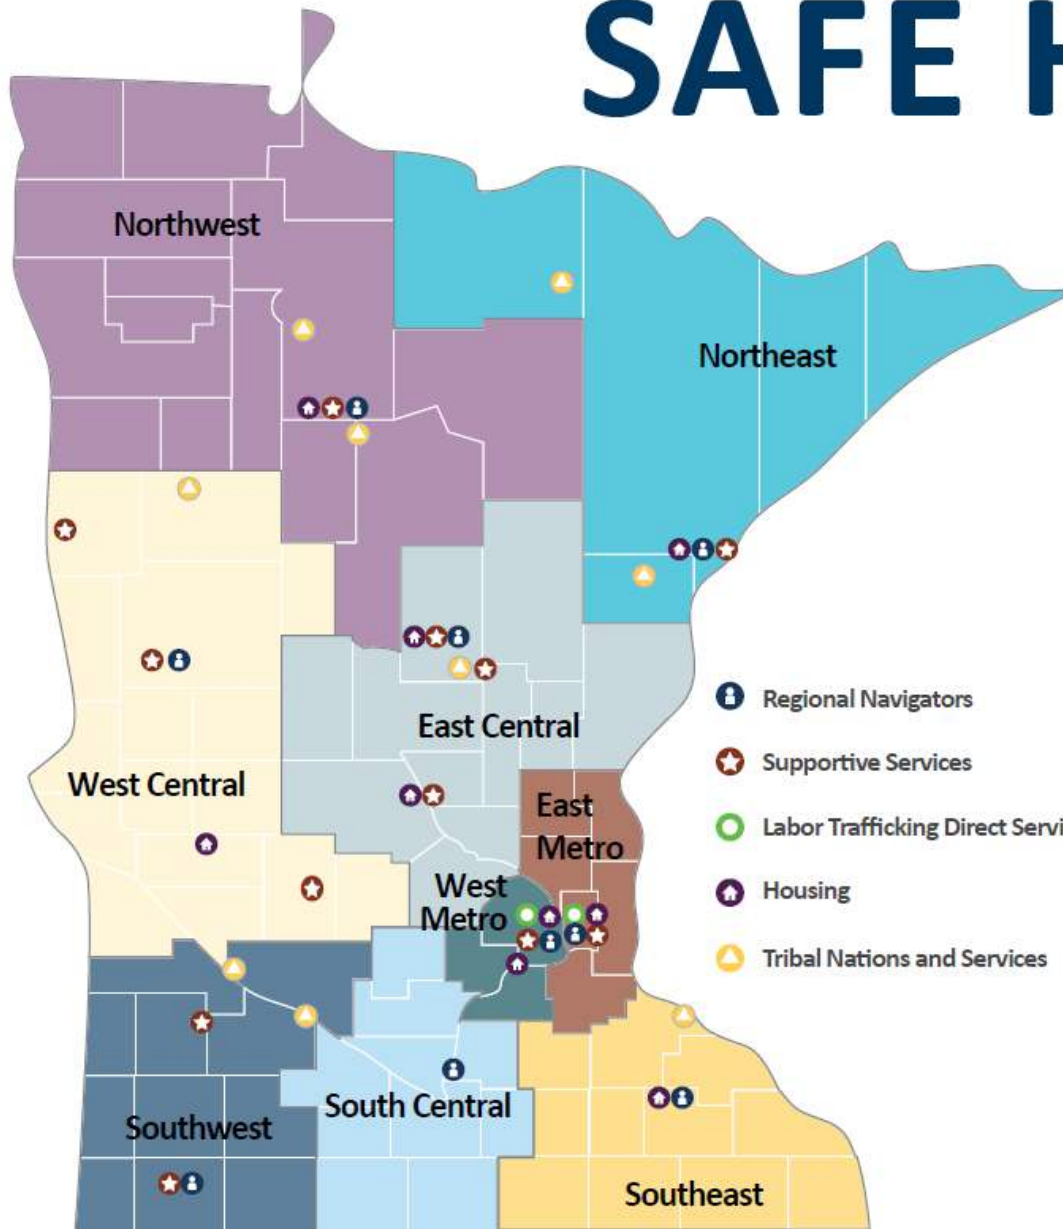 SAFE H
Northwest
Northeast
East Central
West Central
East
Metro
West
Metro
South Central
Southwest
Southeast
Regional Navigators
Supportive Services
Labor Trafficking Direct Servi
Housing
Tribal Nations and Services